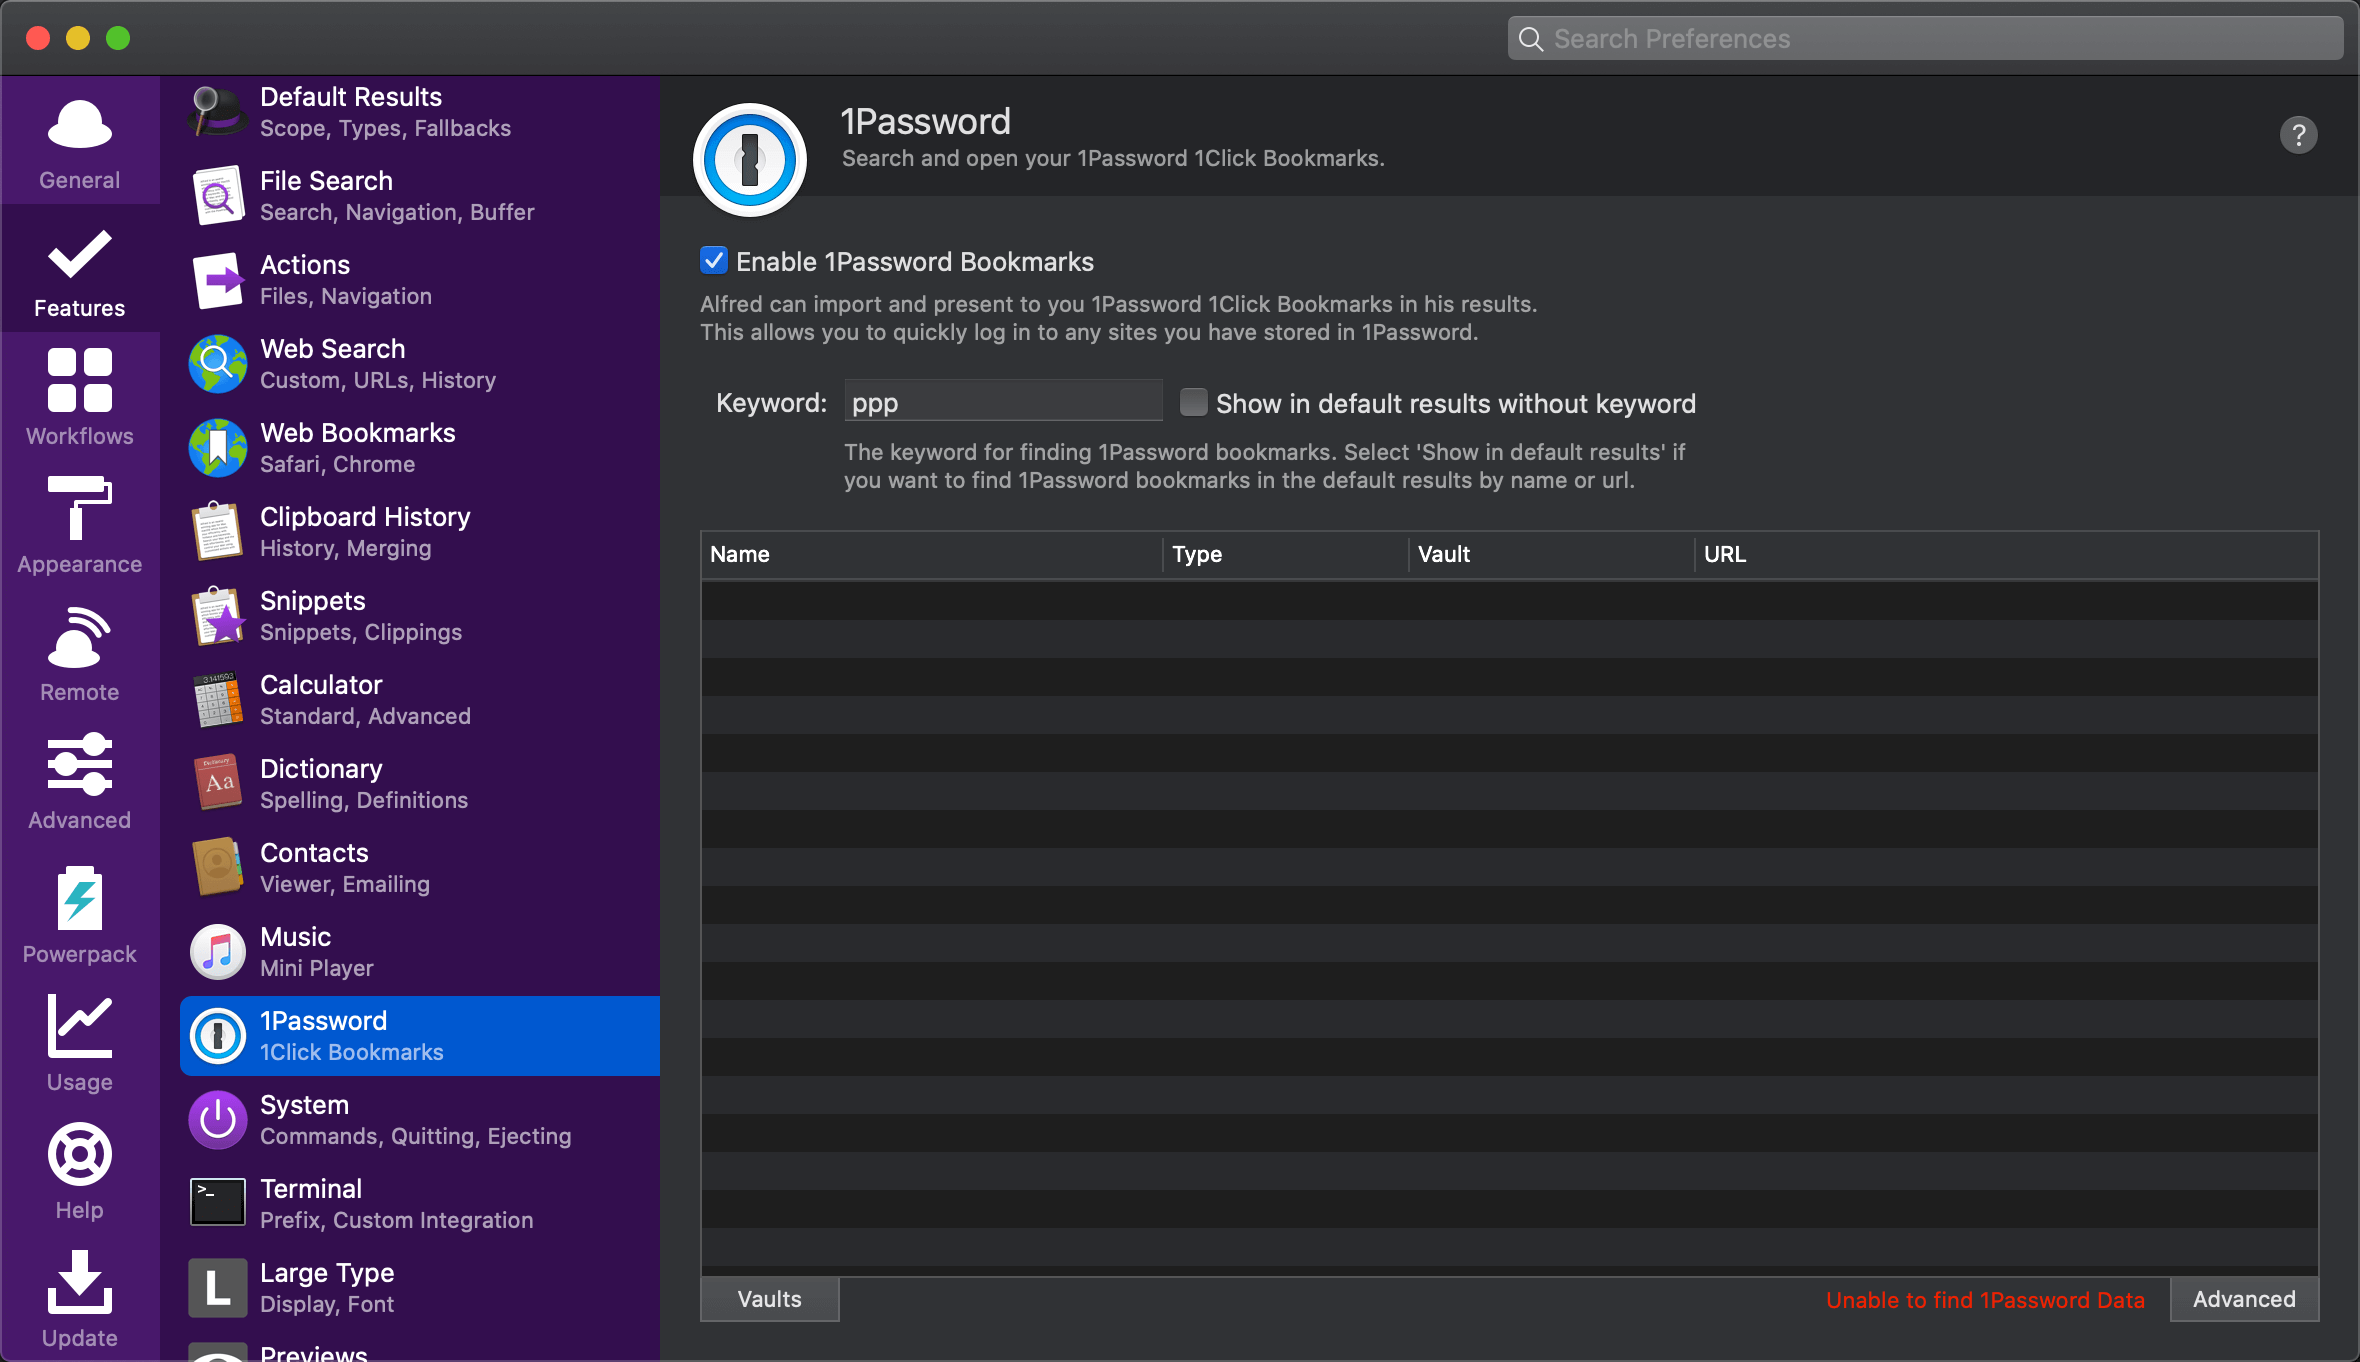 Search Preferences
General
Features
Workflows
Appearance
Remote
Advanced
Powerpack
Usage
Help
Update
Default Results
Scope, Types, Fallbacks
File Search
Search, Navigation, Buffer
Actions
Files, Navigation
Web Search
Custom, URLs, History
Web Bookmarks
Safari, Chrome
Clipboard History
History, Merging
Snippets
Snippets, Clippings
3.141593
Calculator
Standard, Advanced
Dictionary
Aa
Dictionary
Spelling, Definitions
Contacts
Viewer, Emailing
Music
Mini Player
1Password
1Click Bookmarks
System
Commands, Quitting, Ejecting
>_
Terminal
Prefix, Custom Integration
L
Large Type
Display, Font
Previews
1Password
Search and open your 1Password 1Click Bookmarks.
?
Enable 1Password Bookmarks
Alfred can import and present to you 1Password 1Click Bookmarks in his results.
This allows you to quickly log in to any sites you have stored in 1Password.
Keyword: ppp Show in default results without keyword
The keyword for finding 1Password bookmarks. Select 'Show in default results' if
you want to find 1Password bookmarks in the default results by name or url.
Name Type Vault URL
Vaults Unable to find 1Password Data Advanced